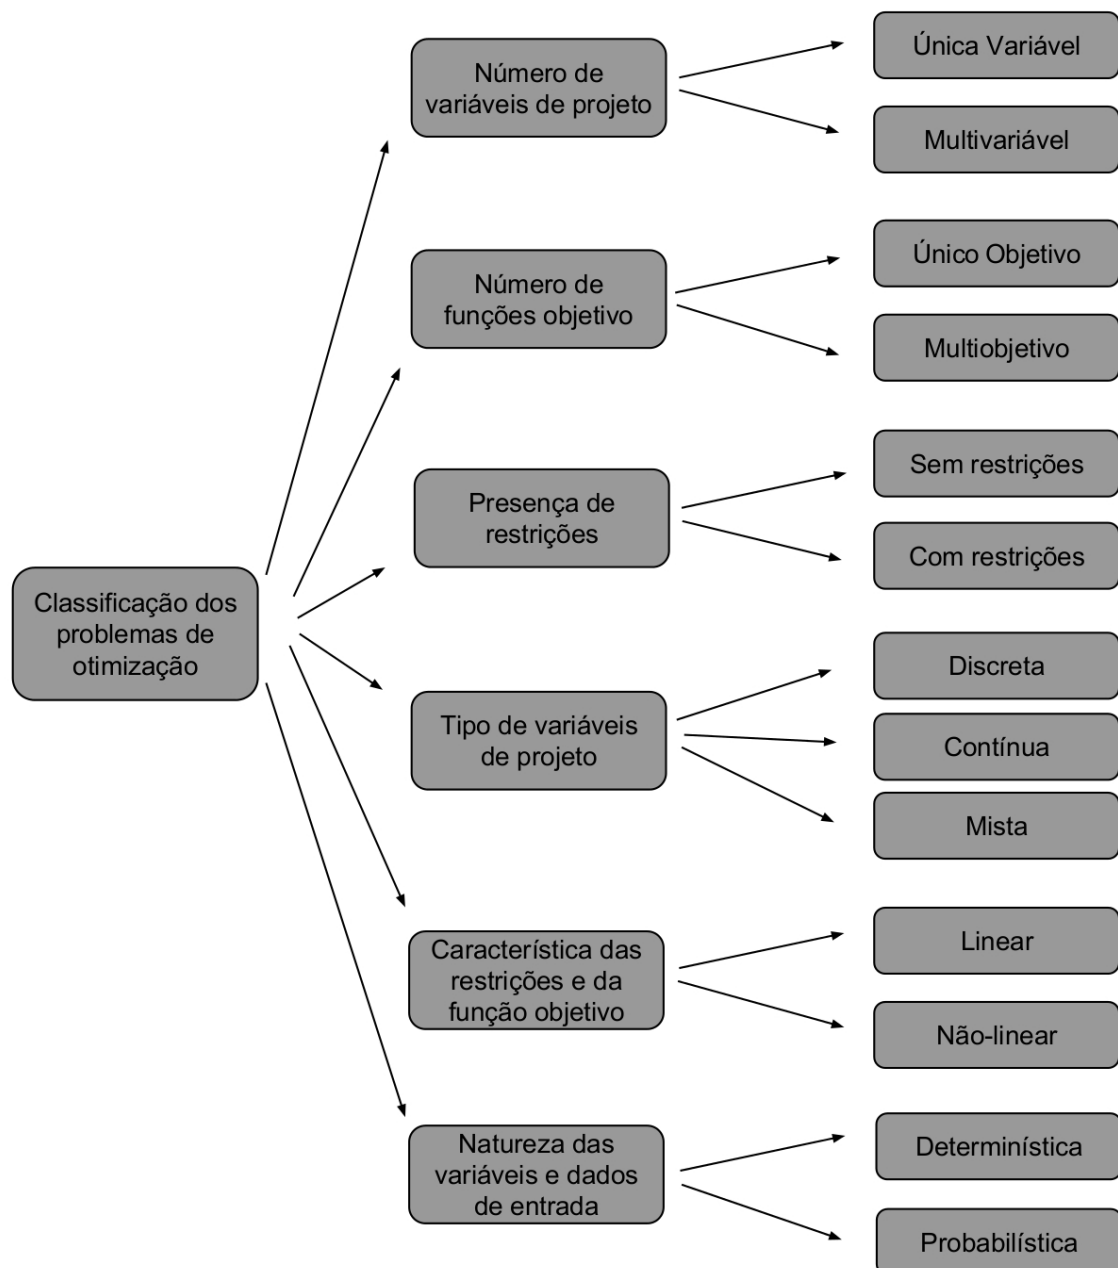 Classificação dos
problemas de
otimização
Número de
variáveis de projeto
Única Variável
Multivariável
Número de
funções objetivo
Único Objetivo
Multiobjetivo
Presença de
restrições
Sem restrições
Com restrições
Tipo de variáveis
de projeto
Discreta
Contínua
Mista
Característica das
restrições e da
função objetivo
Linear
Não-linear
Natureza das
variáveis e dados
de entrada
Determinística
Probabilística